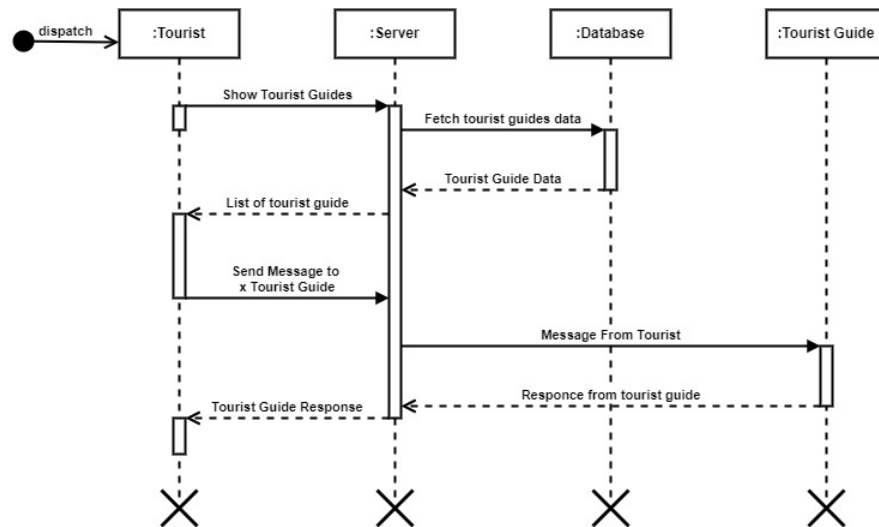 dispatch
:Tourist
:Server
:Database
:Tourist Guide
Show Tourist Guides
Fetch tourist guides data
Tourist Guide Data
List of tourist guide
Send Message to
x Tourist Guide
Message From Tourist
Responce from tourist guide
Tourist Guide Response